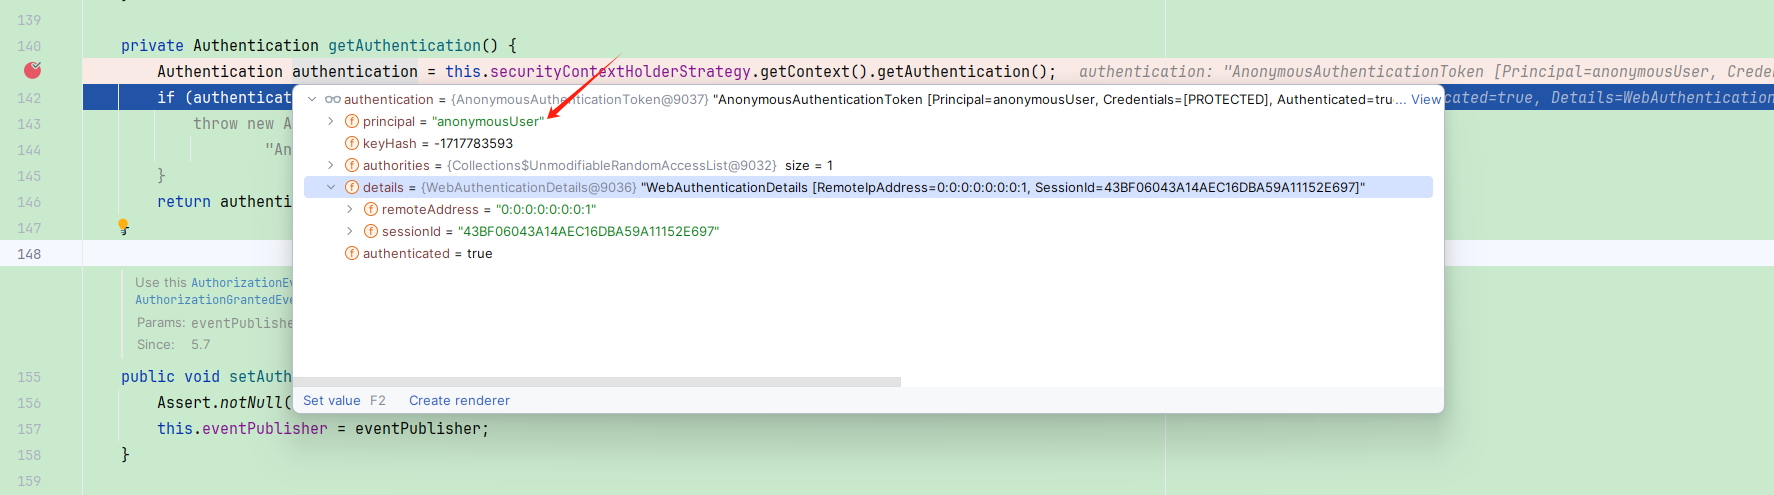 139
140 private Authentication getAuthentication() {
Authentication authentication = this.securityContextHolderStrategy.getContext().getAuthentication(); authentication: "AnonymousAuthenticationToken [Principal=anonymousUser, Crede
142 if (authenticat
authentication = {AnonymousAuthenticationToken@9037} "AnonymousAuthenticationToken [Principal=anonymousUser, Credentials=[PROTECTED], Authenticated=tru... View
cated=true, Details=WebAuthentication
143 throw new A
principal = "anonymousUser"
144 "An
keyHash = -1717783593
145 }
authorities = {Collections$UnmodifiableRandomAccessList@9032} size = 1
details = {WebAuthenticationDetails@9036} "WebAuthenticationDetails [RemoteIpAddress=0:0:0:0:0:0:0:1, SessionId=43BF06043A14AEC16DBA59A11152E697]"
146 return authenti
remoteAddress = "0:0:0:0:0:0:0:1"
147 }
sessionId = "43BF06043A14AEC16DBA59A11152E697"
148
authenticated = true
Use this AuthorizationEv
AuthorizationGrantedEve
Params: eventPublishe
Since: 5.7
155 public void setAuth
156 Assert.notNull(
Set value F2 Create renderer
157 this.eventPublisher = eventPublisher;
158 }
159